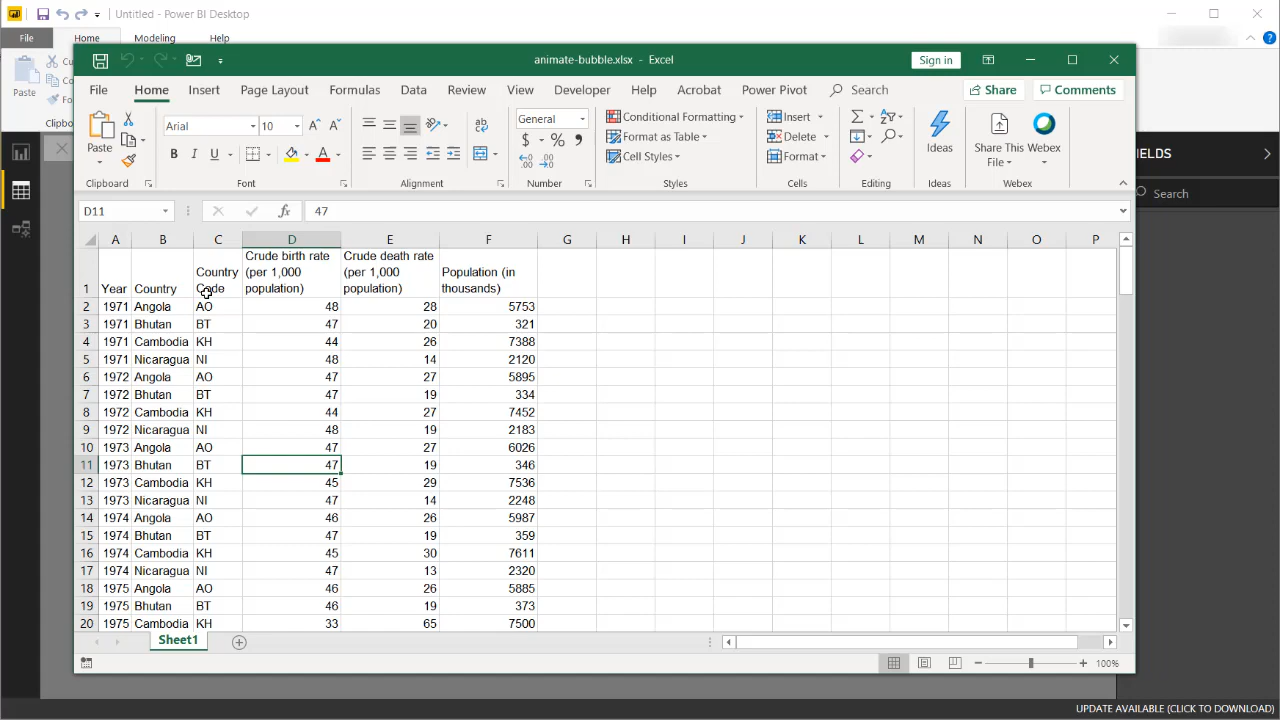 Untitled - Power BI Desktop
File Home Modeling Help
Paste
Cu
Co
Fo
Clipbo
animate-bubble.xlsx - Excel
Sign in
File Home Insert Page Layout Formulas Data Review View Developer Help Acrobat Power Pivot Search
Share Comments
Paste
Arial 10
B I U
General
$ % ,
Conditional Formatting
Format as Table
Cell Styles
Insert
Delete
Format
Ideas
Share This File
Webex
Clipboard Font Alignment Number Styles Cells Editing Ideas Webex
D11 fx 47
A B C D E F G H I J K L M N O P
1 Year Country Country Code Crude birth rate (per 1,000 population) Crude death rate (per 1,000 population) Population (in thousands)
2 1971 Angola AO 48 28 5753
3 1971 Bhutan BT 47 20 321
4 1971 Cambodia KH 44 26 7388
5 1971 Nicaragua NI 48 14 2120
6 1972 Angola AO 47 27 5895
7 1972 Bhutan BT 47 19 334
8 1972 Cambodia KH 44 27 7452
9 1972 Nicaragua NI 48 19 2183
10 1973 Angola AO 47 27 6026
11 1973 Bhutan BT 47 19 346
12 1973 Cambodia KH 45 29 7536
13 1973 Nicaragua NI 47 14 2248
14 1974 Angola AO 46 26 5987
15 1974 Bhutan BT 47 19 359
16 1974 Cambodia KH 45 30 7611
17 1974 Nicaragua NI 47 13 2320
18 1975 Angola AO 46 26 5885
19 1975 Bhutan BT 46 19 373
20 1975 Cambodia KH 33 65 7500
Sheet1
100%
IELDS
Search
UPDATE AVAILABLE (CLICK TO DOWNLOAD)